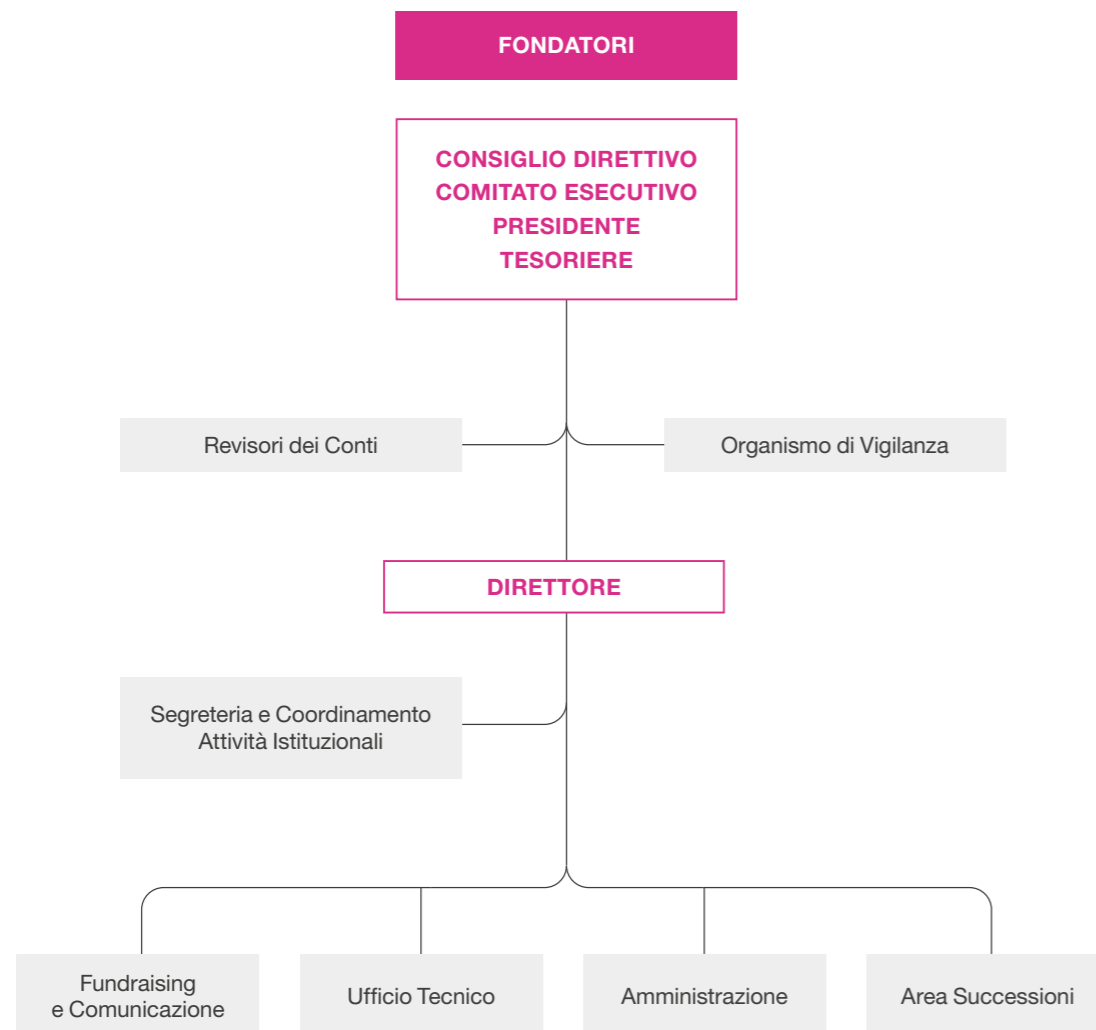 FONDATORI
CONSIGLIO DIRETTIVO
COMITATO ESECUTIVO
PRESIDENTE
TESORIERE
Revisori dei Conti
Organismo di Vigilanza
DIRETTORE
Segreteria e Coordinamento
Attività Istituzionali
Fundraising
e Comunicazione
Ufficio Tecnico
Amministrazione
Area Successioni